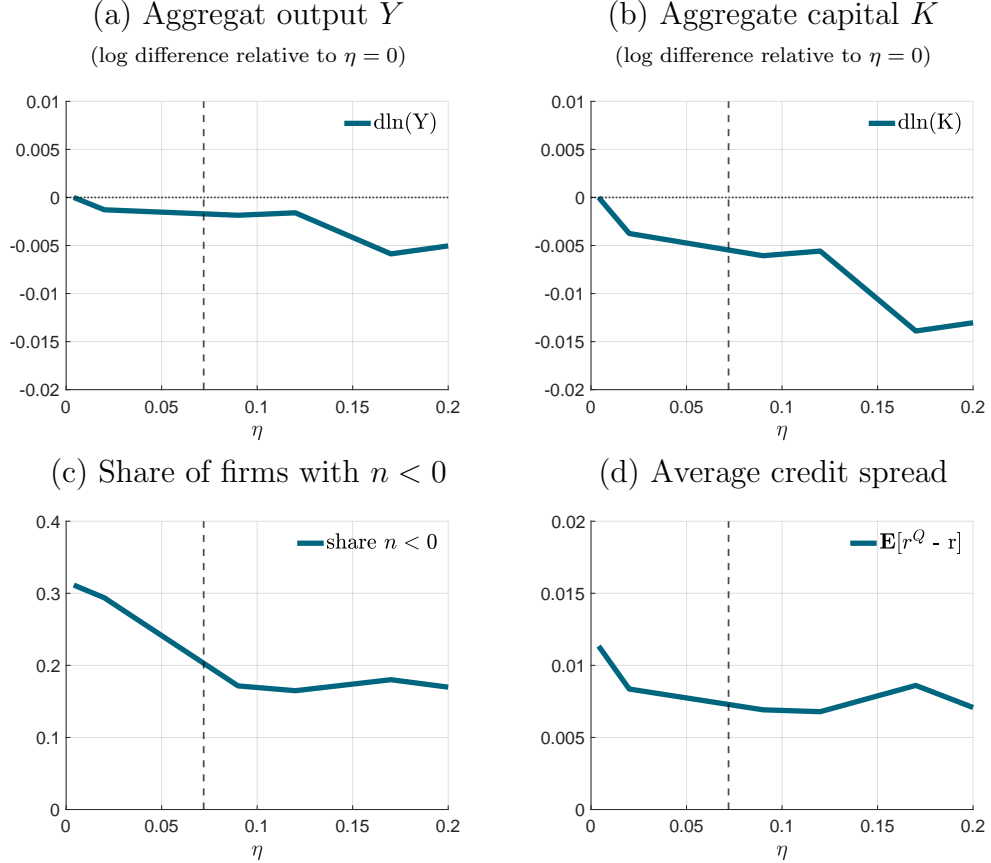 (a) Aggregat output Y
(log difference relative to η = 0)
0.01
0.005
0
-0.005
-0.01
-0.015
-0.02
dln(Y)
0 0.05 0.1 0.15 0.2
η
(b) Aggregate capital K
(log difference relative to η = 0)
0.01
0.005
0
-0.005
-0.01
-0.015
-0.02
dln(K)
0 0.05 0.1 0.15 0.2
η
(c) Share of firms with n < 0
0.4
0.3
0.2
0.1
0
share n < 0
0 0.05 0.1 0.15 0.2
η
(d) Average credit spread
0.02
0.015
0.01
0.005
0
E[r^Q - r]
0 0.05 0.1 0.15 0.2
η